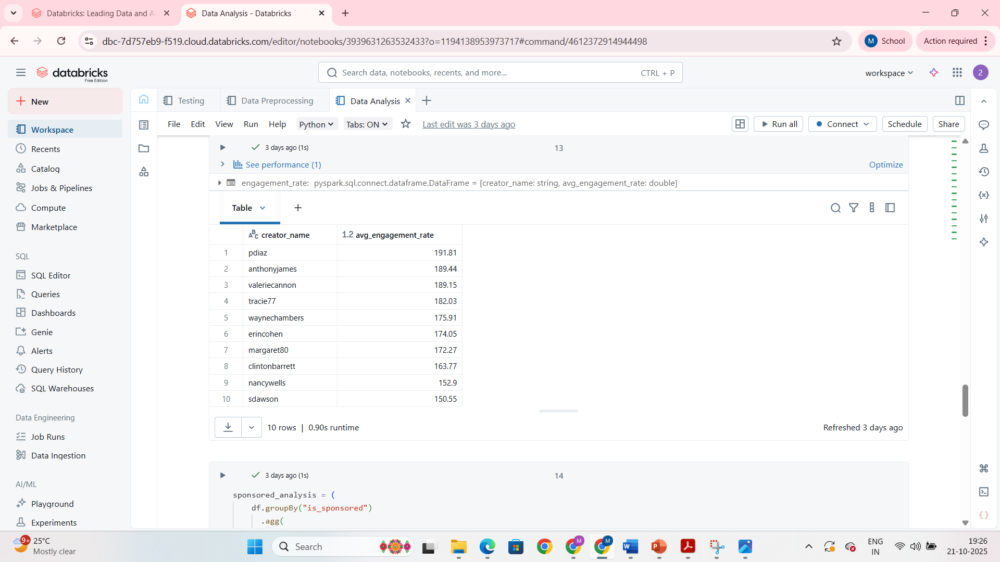 Databricks: Leading Data and A
Data Analysis - Databricks
dbc-7d757eb9-f519.cloud.databricks.com/editor/notebooks/3939631263532433?o=1194138953973717#command/4612372914944498
M School
Action required
databricks
Free Edition
Search data, notebooks, recents, and more...
CTRL + P
workspace
2
New
Workspace
Recents
Catalog
Jobs & Pipelines
Compute
Marketplace
SQL
SQL Editor
Queries
Dashboards
Genie
Alerts
Query History
SQL Warehouses
Data Engineering
Job Runs
Data Ingestion
AI/ML
Playground
Experiments
Testing
Data Preprocessing
Data Analysis
File Edit View Run Help Python Tabs: ON Last edit was 3 days ago
Run all
Connect
Schedule
Share
3 days ago (1s)
13
See performance (1)
Optimize
engagement_rate: pyspark.sql.connect.dataframe.DataFrame = [creator_name: string, avg_engagement_rate: double]
Table
ABC creator_name 1.2 avg_engagement_rate
1 pdiaz 191.81
2 anthonyjames 189.44
3 valeriecannon 189.15
4 tracie77 182.03
5 waynechambers 175.91
6 erincohen 174.05
7 margaret80 172.27
8 clintonbarrett 163.77
9 nancywells 152.9
10 sdawson 150.55
10 rows | 0.90s runtime
Refreshed 3 days ago
3 days ago (1s)
14
sponsored_analysis = (
df.groupBy("is_sponsored")
.agg(
9+
25°C
Mostly clear
Search
M
M
W
P
ENG
IN
19:26
21-10-2025